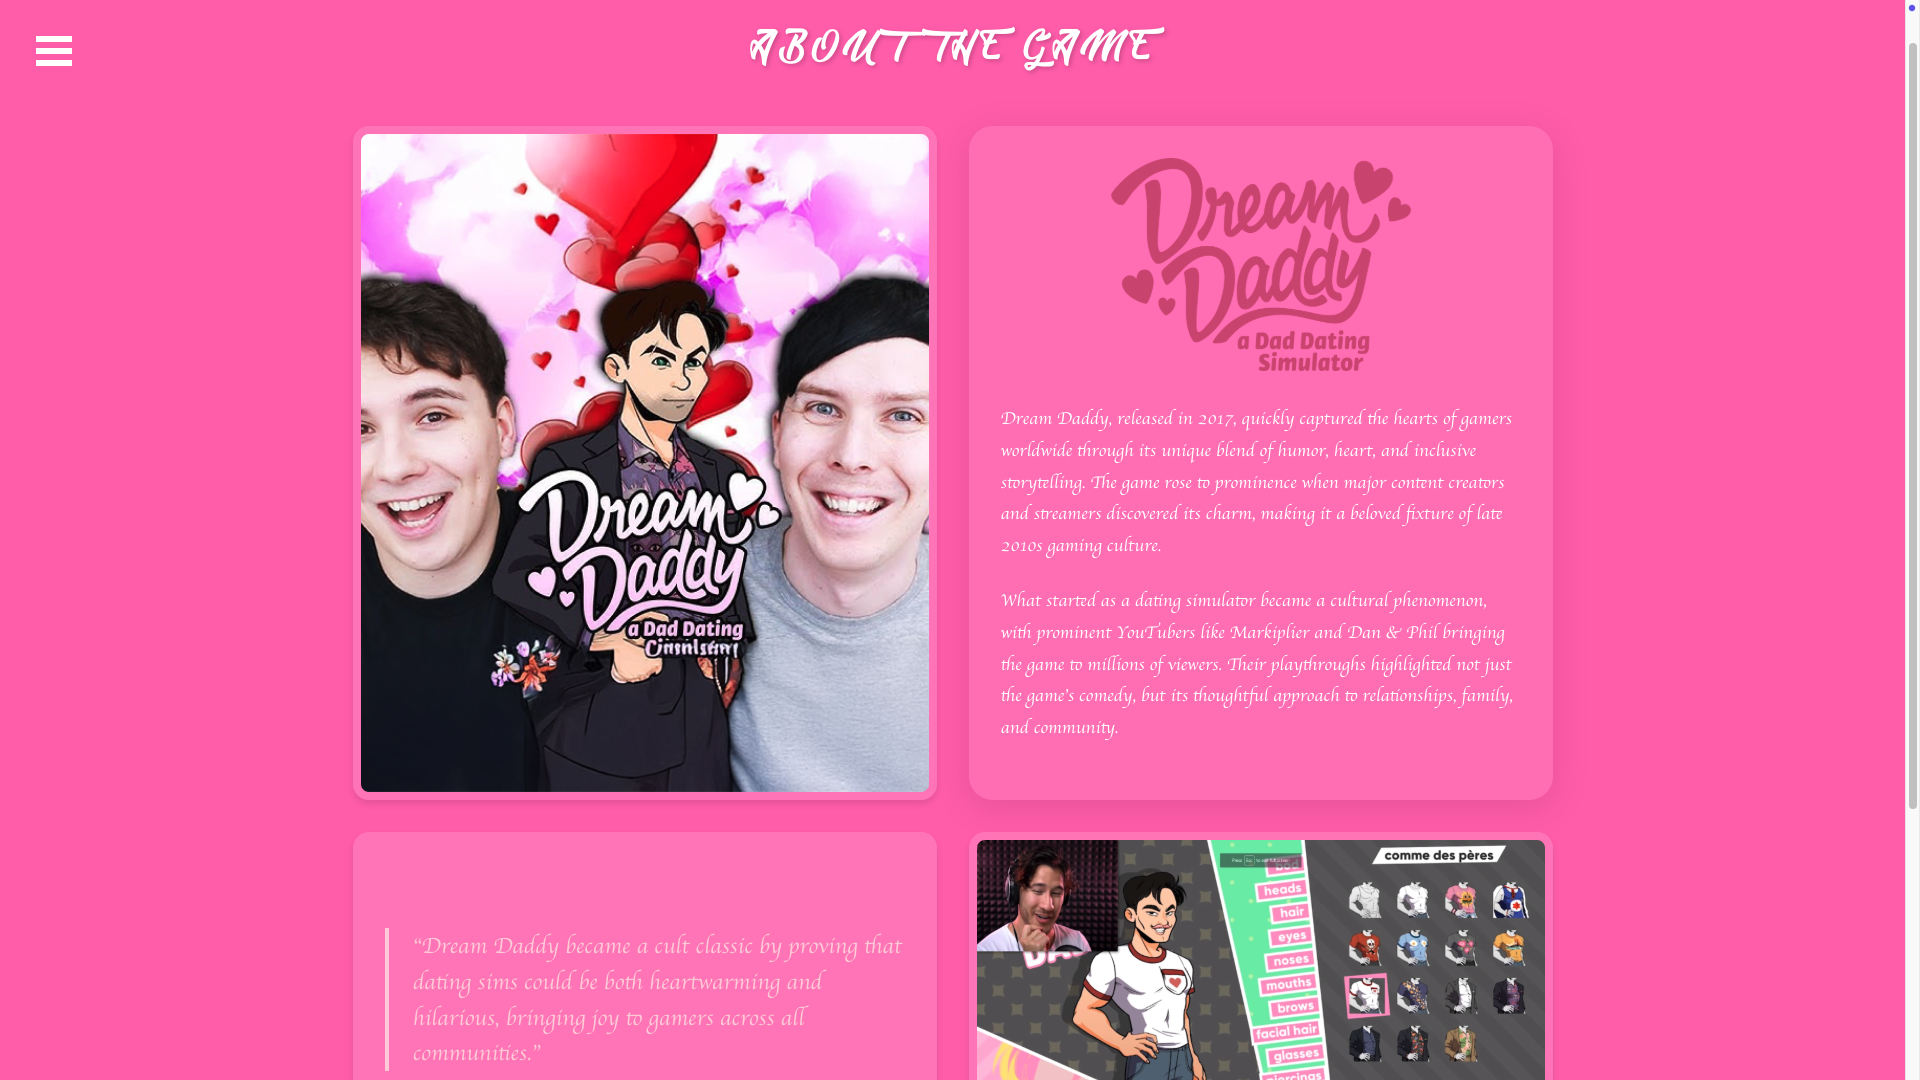 ABOUT THE GAME
Dream
Daddy
a Dad Dating
Dream
Daddy
a Dad Dating
Simulator
Dream Daddy, released in 2017, quickly captured the hearts of gamers
worldwide through its unique blend of humor, heart, and inclusive
storytelling. The game rose to prominence when major content creators
and streamers discovered its charm, making it a beloved fixture of late
2010s gaming culture.
What started as a dating simulator became a cultural phenomenon,
with prominent YouTubers like Markiplier and Dan & Phil bringing
the game to millions of viewers. Their playthroughs highlighted not just
the game's comedy, but its thoughtful approach to relationships, family,
and community.
“Dream Daddy became a cult classic by proving that
dating sims could be both heartwarming and
hilarious, bringing joy to gamers across all
communities.”
comme des pères
heads
hair
eyes
noses
mouths
brows
facial hair
glasses
piercings